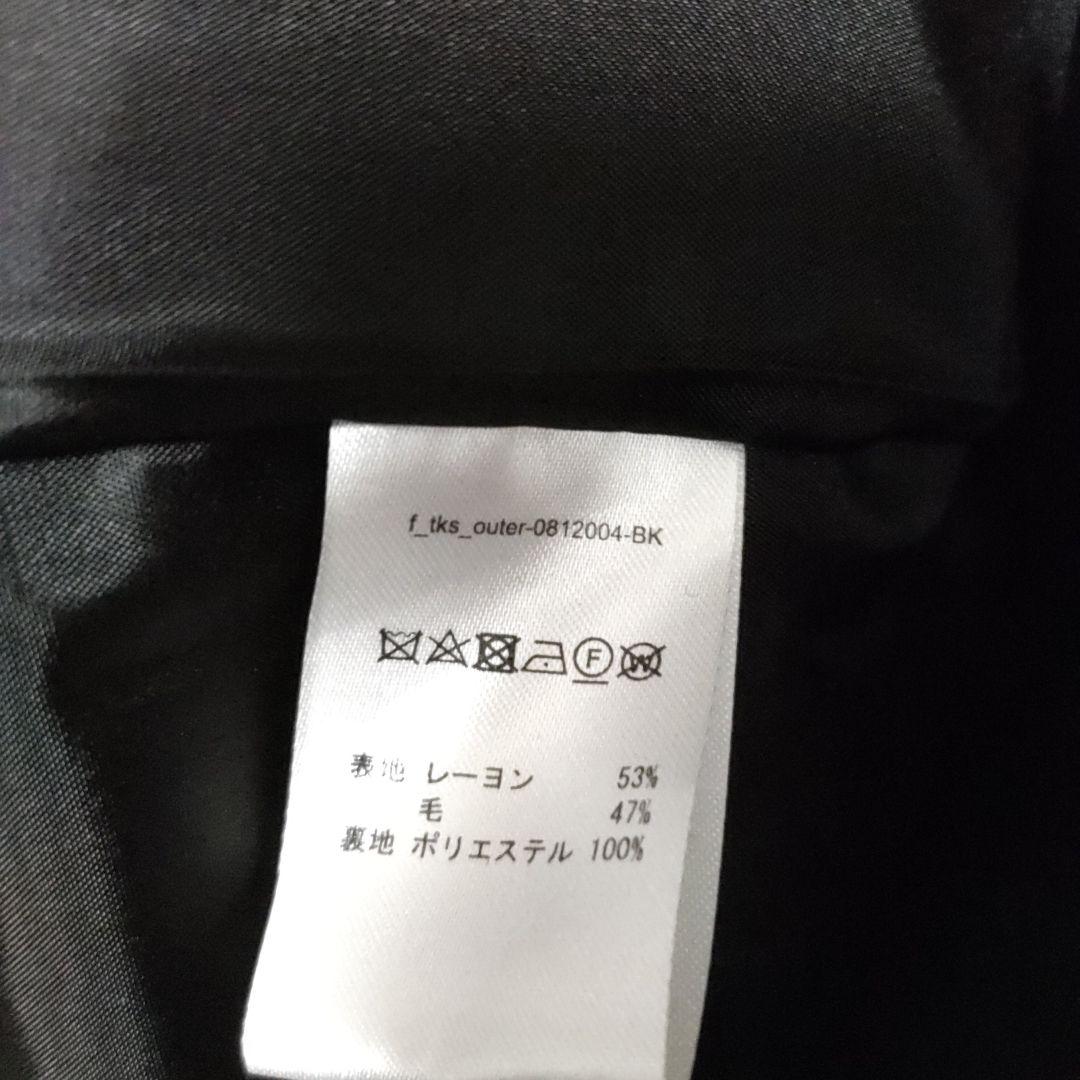 f_tks_outer-0812004-BK
F W
表地 レーヨン 53%
毛 47%
裏地 ポリエステル 100%